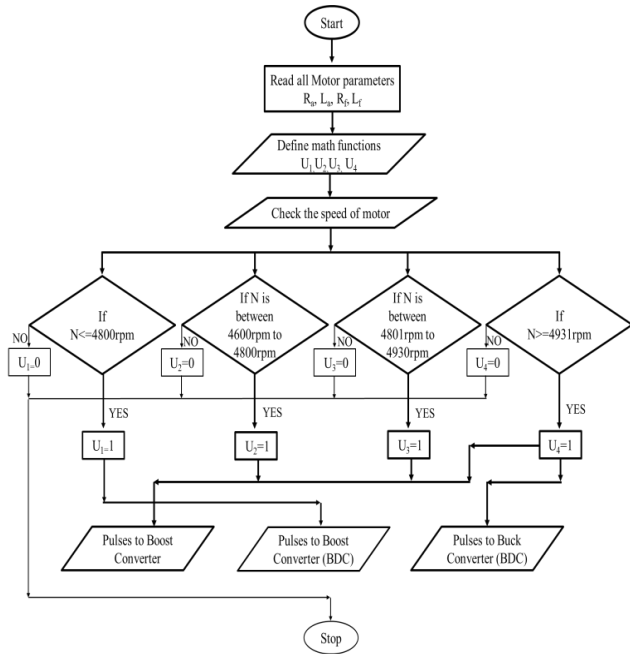 Start
Read all Motor parameters
Rₐ, Lₐ, R_f, L_f
Define math functions
U₁,U₂,U₃, U₄
Check the speed of motor
If
N<=4800rpm
If N is
between
4600rpm to
4800rpm
If N is
between
4801rpm to
4930rpm
If
N>=4931rpm
NO
NO
NO
NO
U₁=0
U₂=0
U₃=0
U₄=0
YES
YES
YES
YES
U₁=1
U₂=1
U₃=1
U₄=1
Pulses to Boost
Converter
Pulses to Boost
Converter (BDC)
Pulses to Buck
Converter (BDC)
Stop